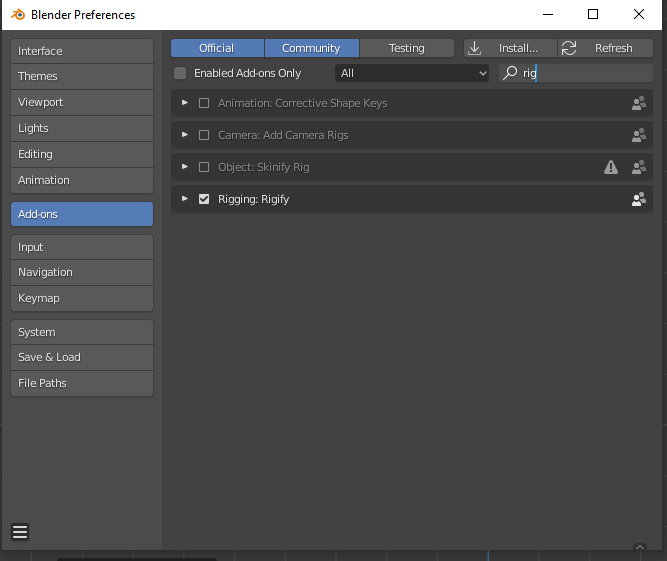 Blender Preferences
Interface
Themes
Viewport
Lights
Editing
Animation
Add-ons
Input
Navigation
Keymap
System
Save & Load
File Paths
Official Community Testing Install... Refresh
Enabled Add-ons Only All rig
Animation: Corrective Shape Keys
Camera: Add Camera Rigs
Object: Skinify Rig
Rigging: Rigify